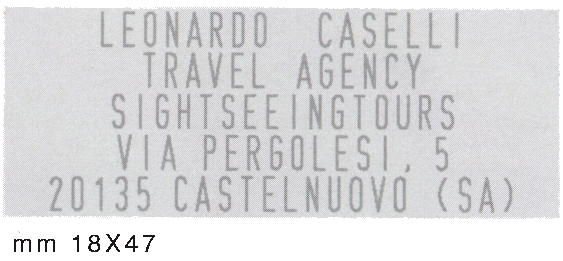 LEONARDO CASELLI
TRAVEL AGENCY
SIGHTSEEINGTOURS
VIA PERGOLESI, 5
20135 CASTELNUOVO (SA)
mm 18X47